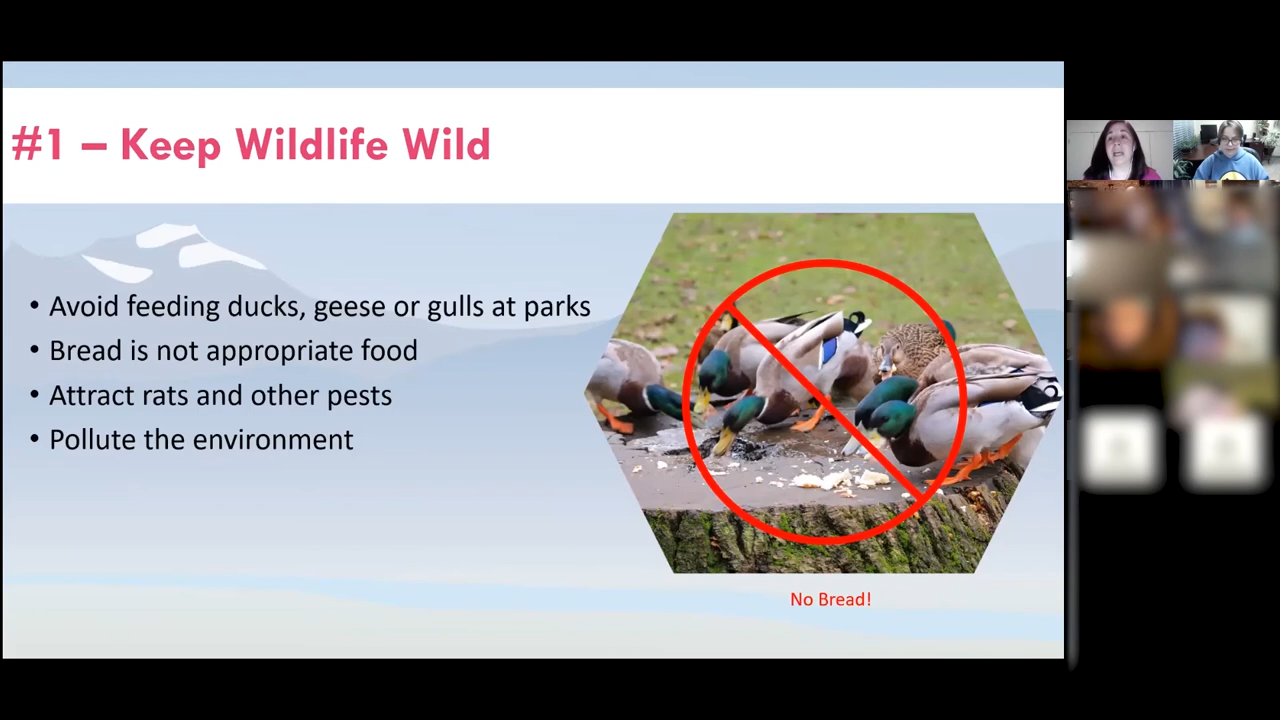 #1 – Keep Wildlife Wild
• Avoid feeding ducks, geese or gulls at parks
• Bread is not appropriate food
• Attract rats and other pests
• Pollute the environment
No Bread!